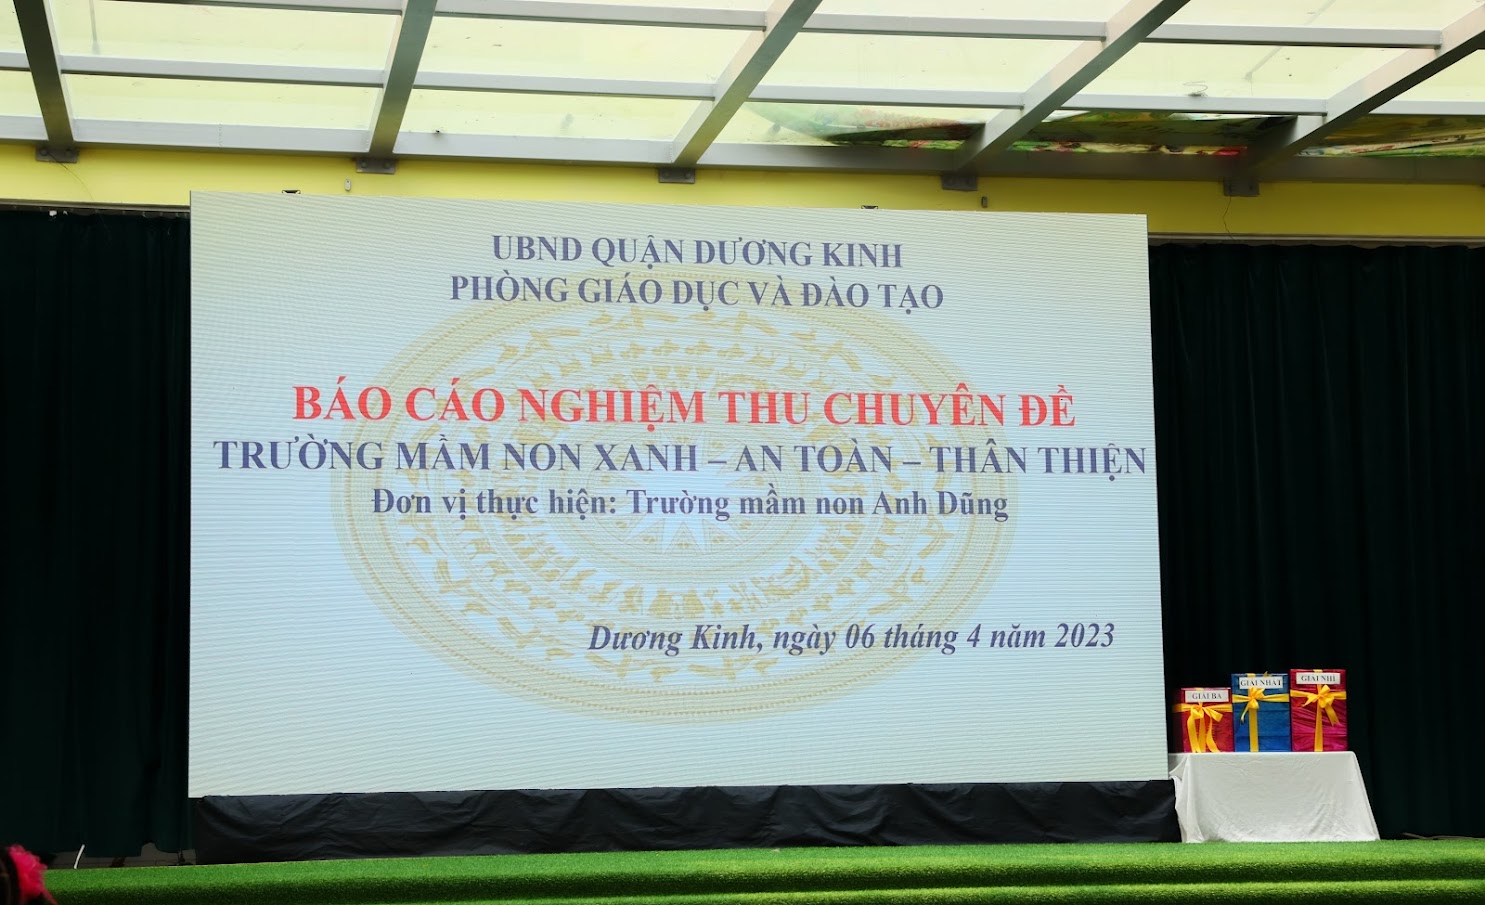 UBND QUẬN DƯƠNG KINH
PHÒNG GIÁO DỤC VÀ ĐÀO TẠO
BÁO CÁO NGHIỆM THU CHUYÊN ĐỀ
TRƯỜNG MẦM NON XANH – AN TOÀN – THÂN THIỆN
Đơn vị thực hiện: Trường mầm non Anh Dũng
Dương Kinh, ngày 06 tháng 4 năm 2023
GIẢI BA
GIẢI NHẤT
GIẢI NHÌ